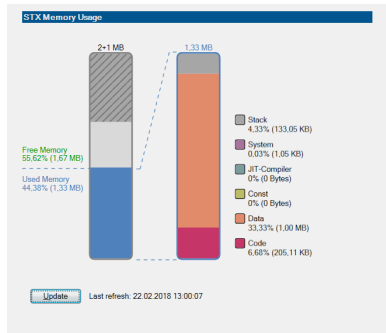 STX Memory Usage
2+1 MB
1,33 MB
Free Memory
55,62% (1,67 MB)
Used Memory
44,38% (1,33 MB)
Stack
4,33% (133,05 KB)
System
0,03% (1,05 KB)
JIT-Compiler
0% (0 Bytes)
Const
0% (0 Bytes)
Data
33,33% (1,00 MB)
Code
6,68% (205,11 KB)
Update
Last refresh: 22.02.2018 13:00:07